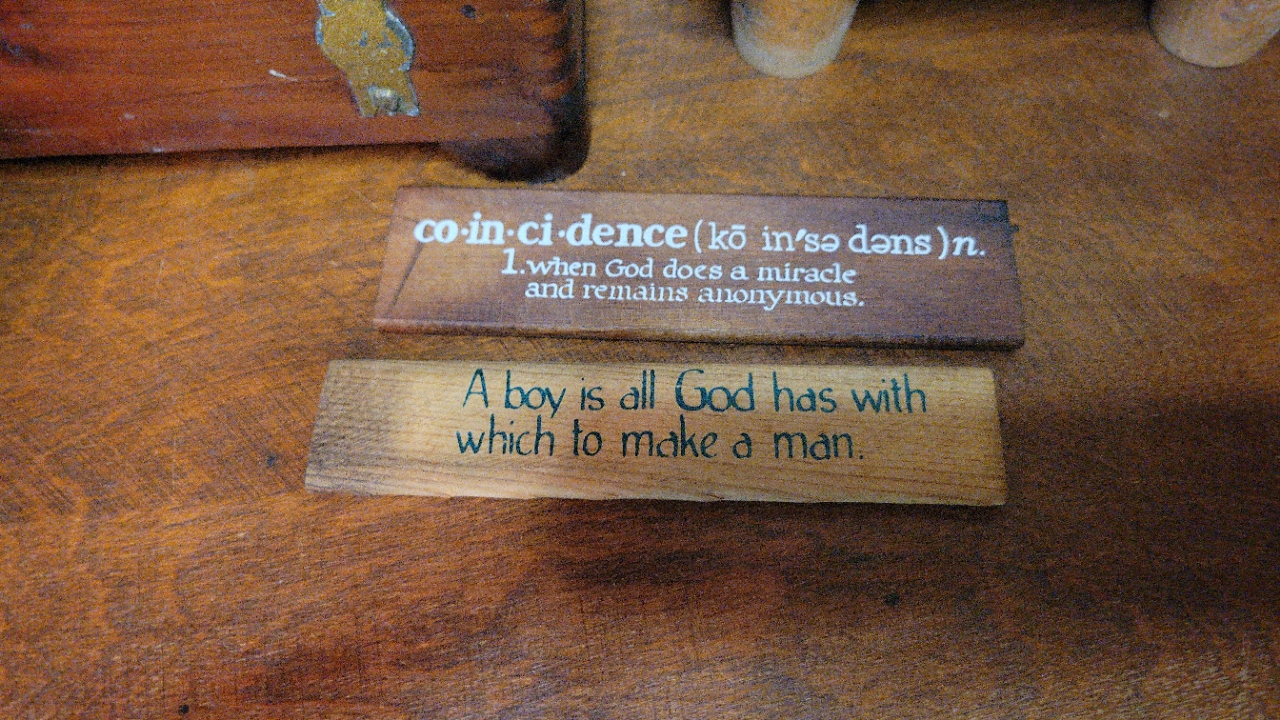 co·in·ci·dence (kō in′sə dəns) n.
1. when God does a miracle
and remains anonymous.
A boy is all God has with
which to make a man.